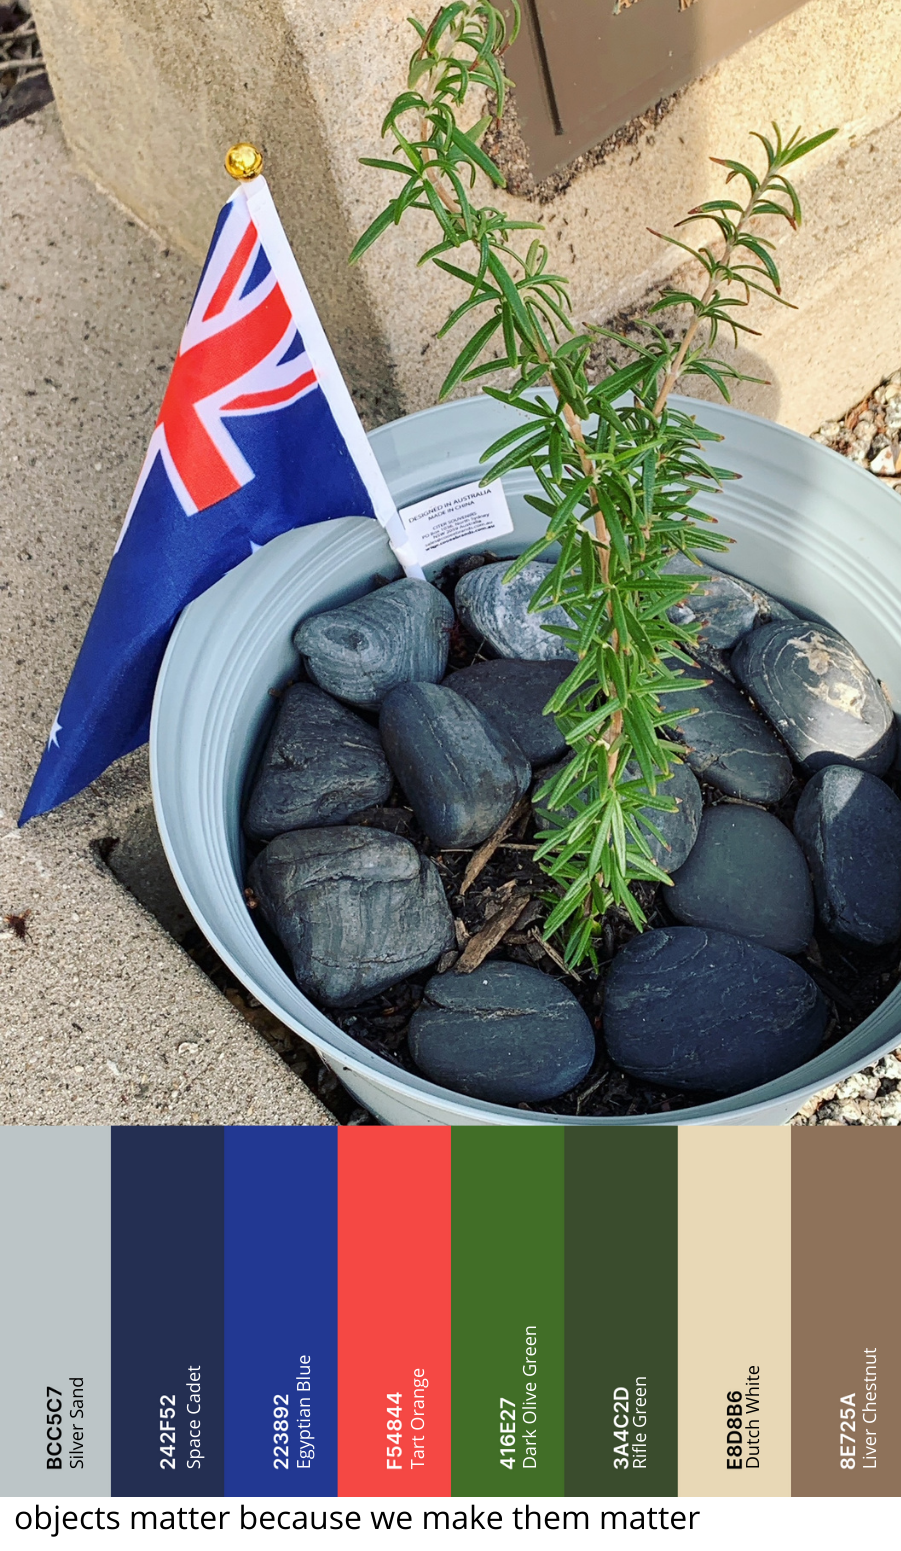 DESIGNED IN AUSTRALIA
MADE IN CHINA
BCC5C7
Silver Sand
242F52
Space Cadet
223892
Egyptian Blue
F54844
Tart Orange
416E27
Dark Olive Green
3A4C2D
Rifle Green
E8D8B6
Dutch White
8E725A
Liver Chestnut
objects matter because we make them matter